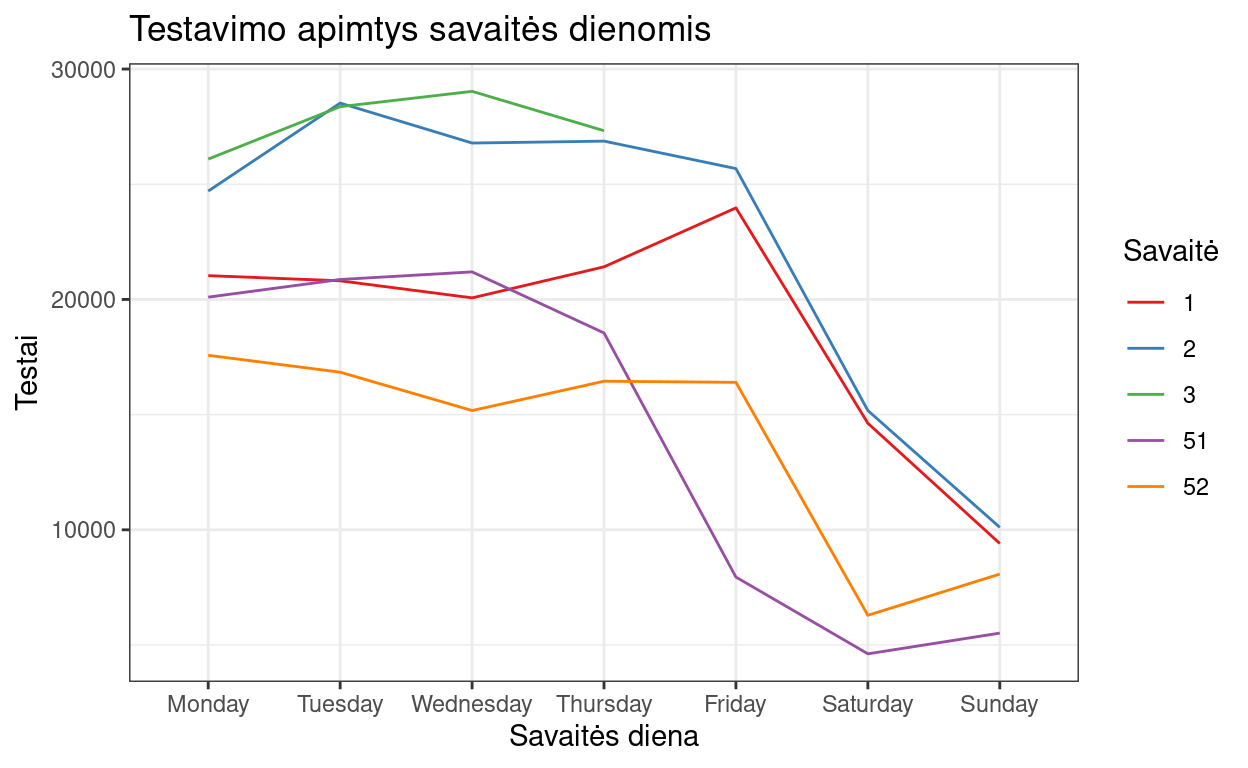 Testavimo apimtys savaitės dienomis
30000
20000
10000
Testai
Monday Tuesday Wednesday Thursday Friday Saturday Sunday
Savaitės diena
Savaitė
1
2
3
51
52